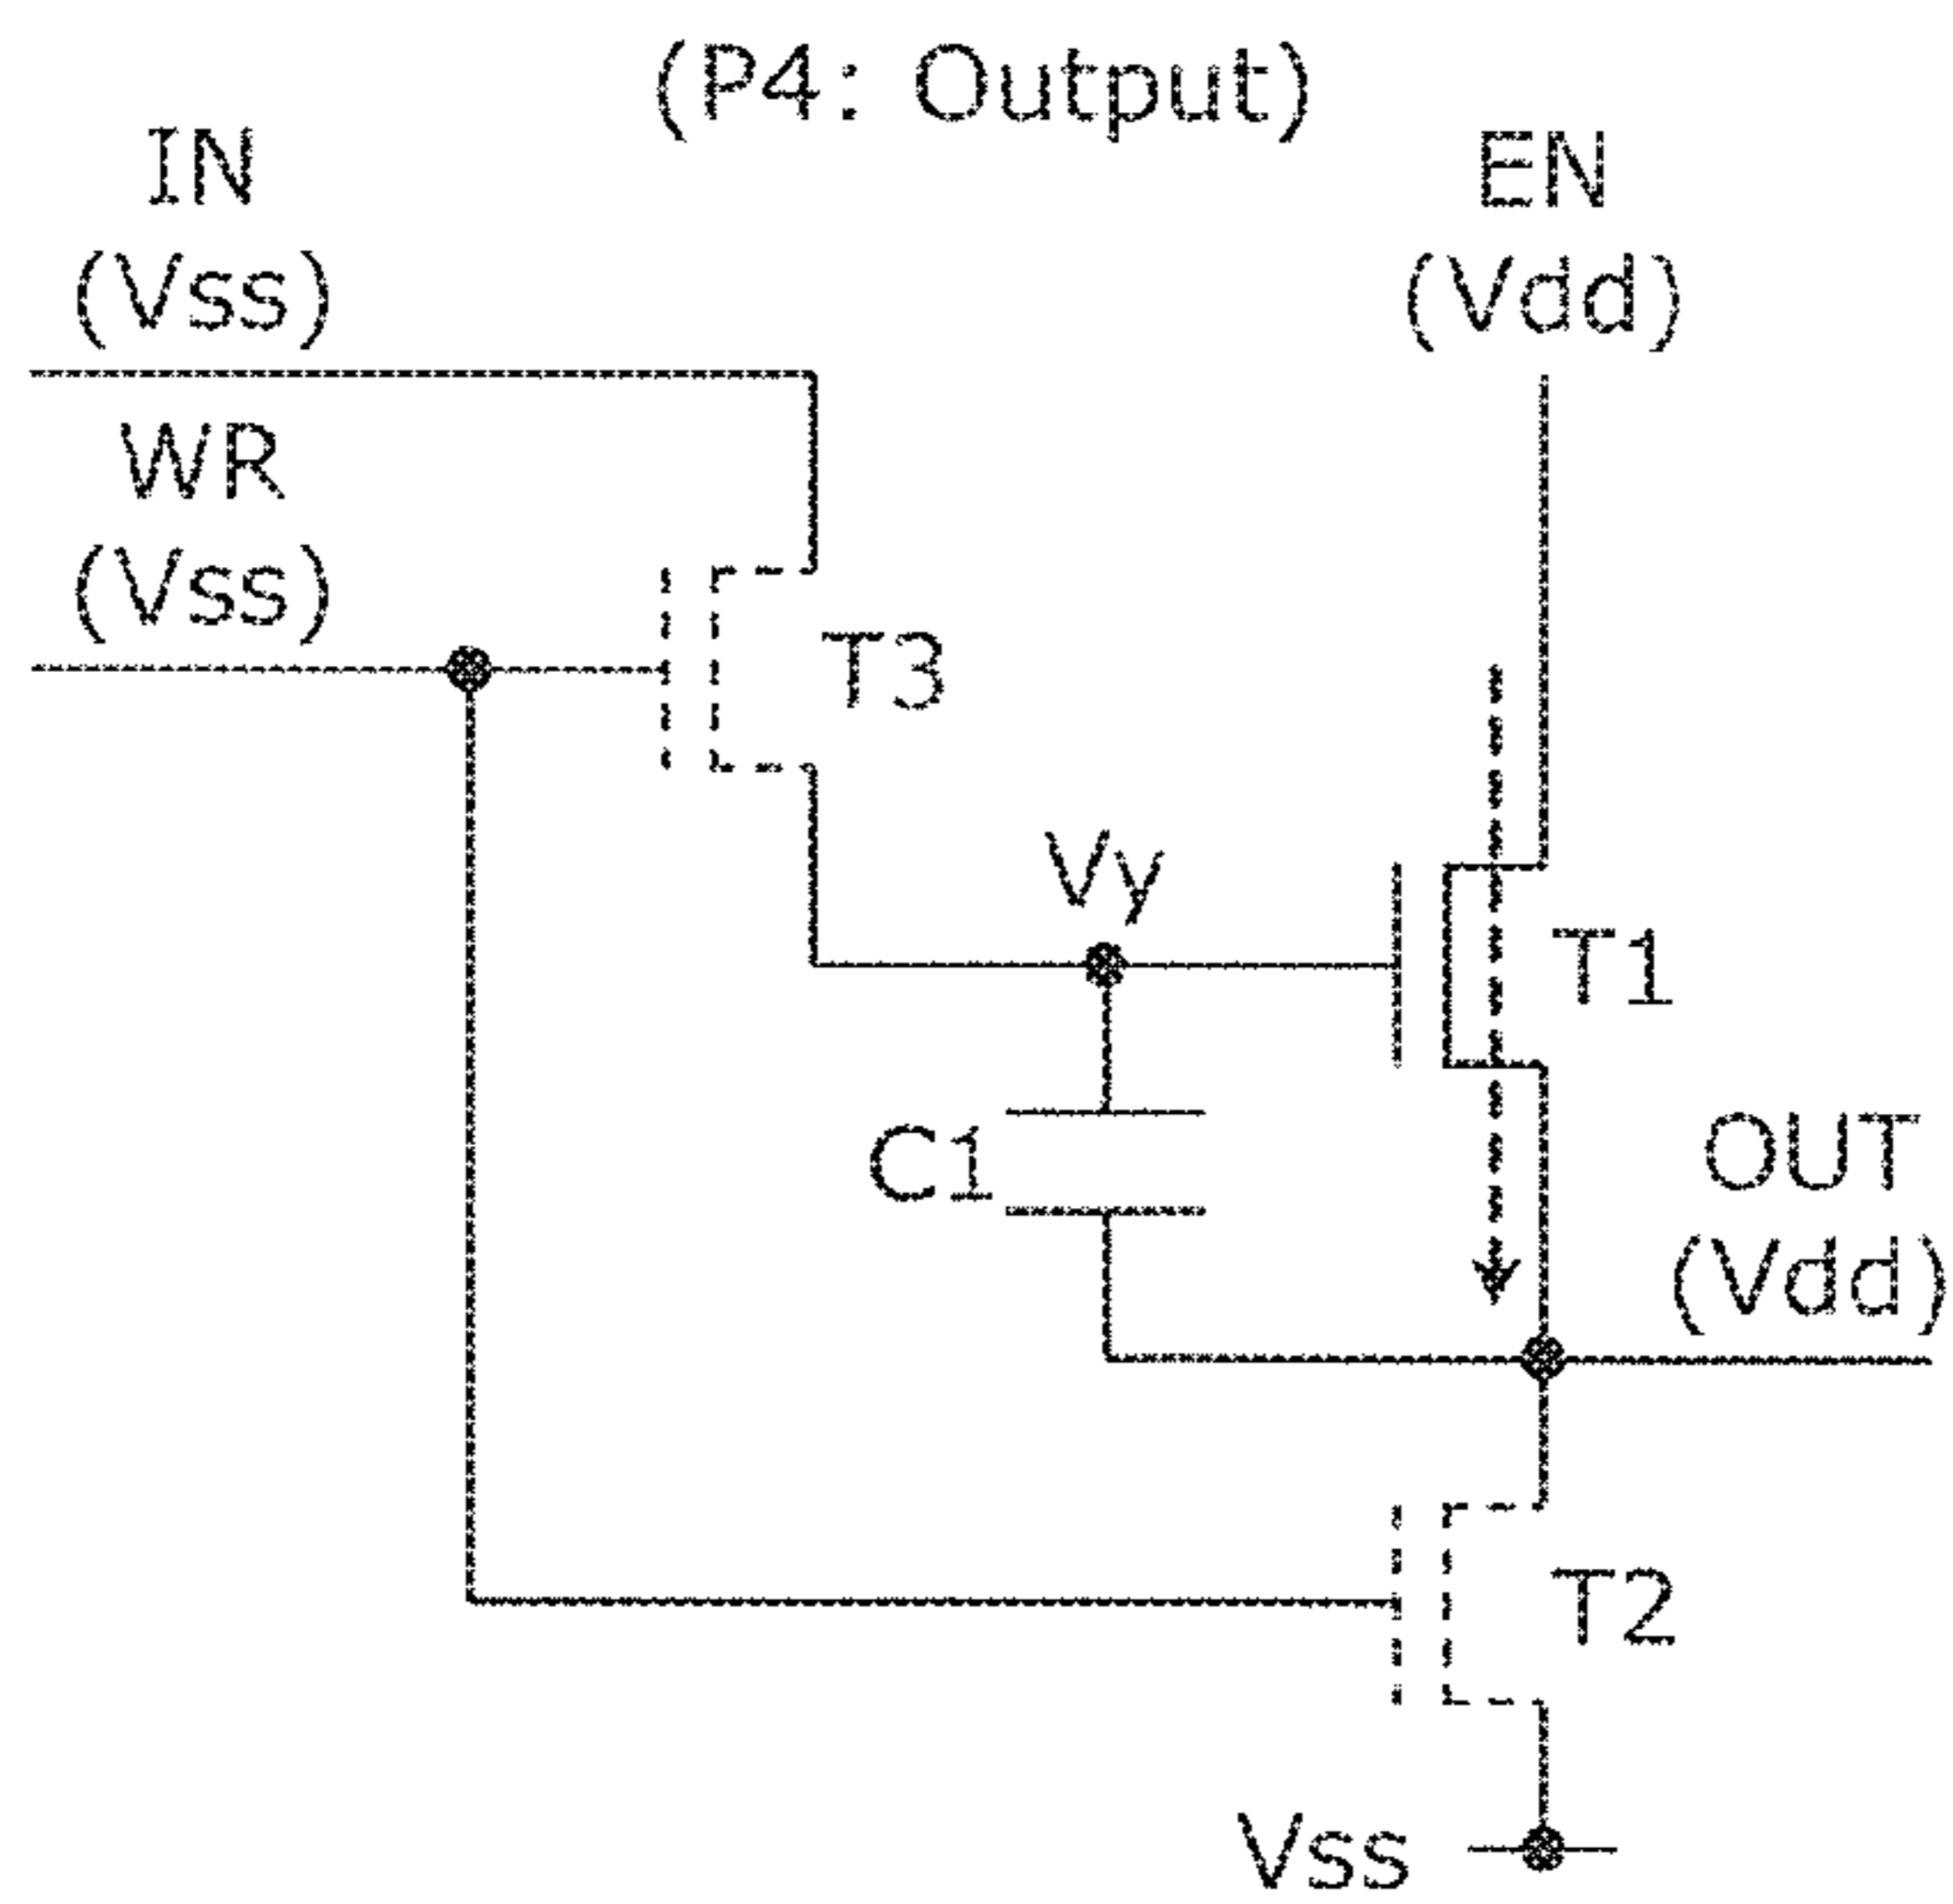 (P4: Output)
IN
(Vss)
EN
(Vdd)
WR
(Vss)
T3
Vy
T1
C1
OUT
(Vdd)
T2
Vss